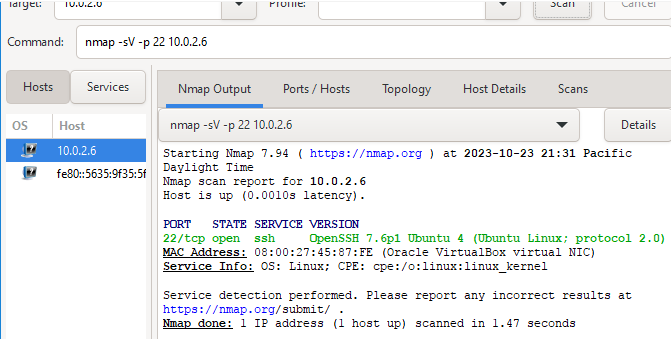 Target: 10.0.2.6 Profile: Scan Cancel
Command: nmap -sV -p 22 10.0.2.6
Hosts Services
Nmap Output Ports / Hosts Topology Host Details Scans
OS Host
nmap -sV -p 22 10.0.2.6 Details
10.0.2.6
fe80::5635:9f35:5f
Starting Nmap 7.94 ( https://nmap.org ) at 2023-10-23 21:31 Pacific
Daylight Time
Nmap scan report for 10.0.2.6
Host is up (0.0010s latency).
PORT STATE SERVICE VERSION
22/tcp open ssh OpenSSH 7.6p1 Ubuntu 4 (Ubuntu Linux; protocol 2.0)
MAC Address: 08:00:27:45:87:FE (Oracle VirtualBox virtual NIC)
Service Info: OS: Linux; CPE: cpe:/o:linux:linux_kernel
Service detection performed. Please report any incorrect results at
https://nmap.org/submit/ .
Nmap done: 1 IP address (1 host up) scanned in 1.47 seconds